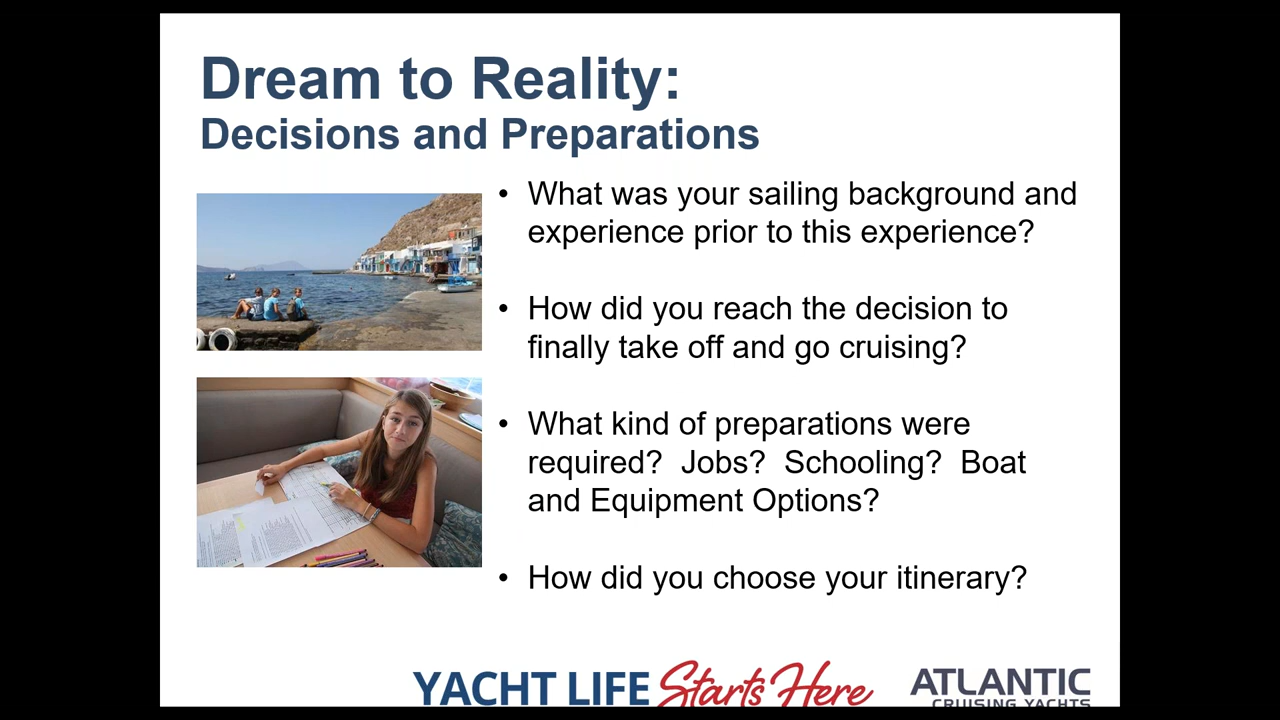 Dream to Reality:
Decisions and Preparations
• What was your sailing background and
experience prior to this experience?
• How did you reach the decision to
finally take off and go cruising?
• What kind of preparations were
required? Jobs? Schooling? Boat
and Equipment Options?
• How did you choose your itinerary?
YACHT LIFE Starts Here
ATLANTIC
CRUISING YACHTS